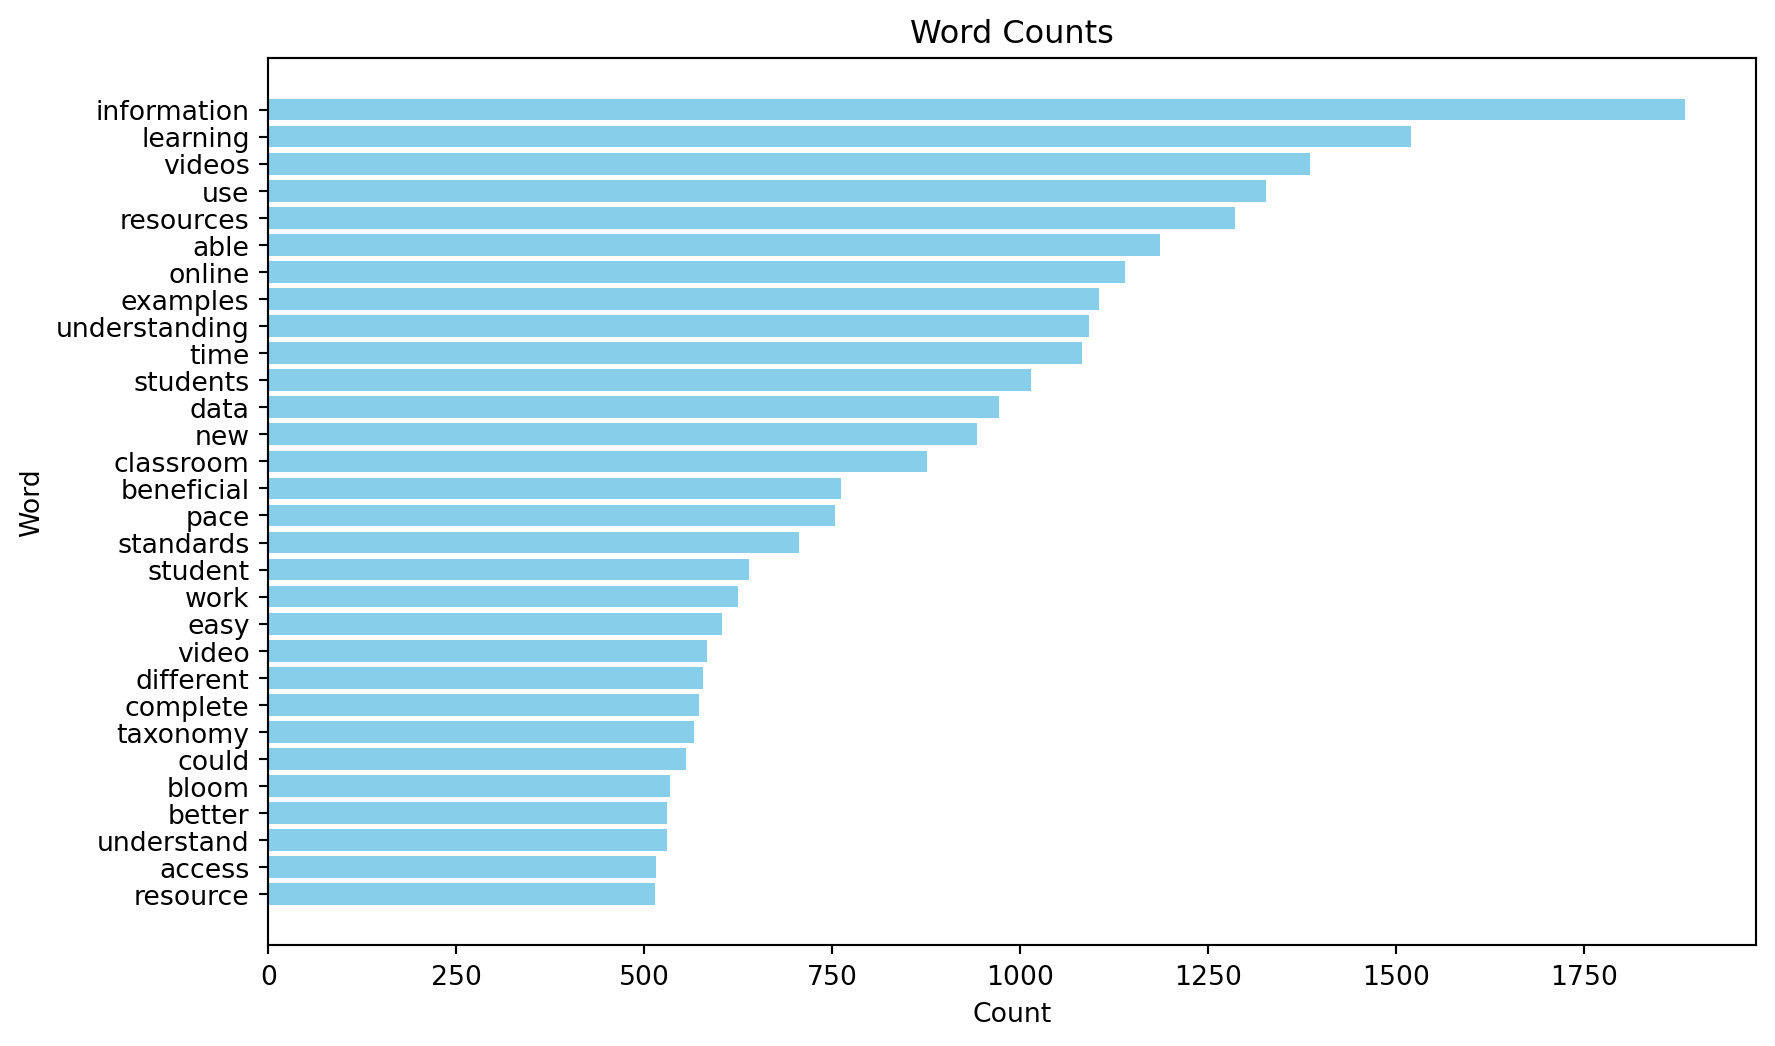 Word Counts
information
learning
videos
use
resources
able
online
examples
understanding
time
students
data
new
classroom
beneficial
pace
standards
student
work
easy
video
different
complete
taxonomy
could
bloom
better
understand
access
resource
Word
0 250 500 750 1000 1250 1500 1750
Count